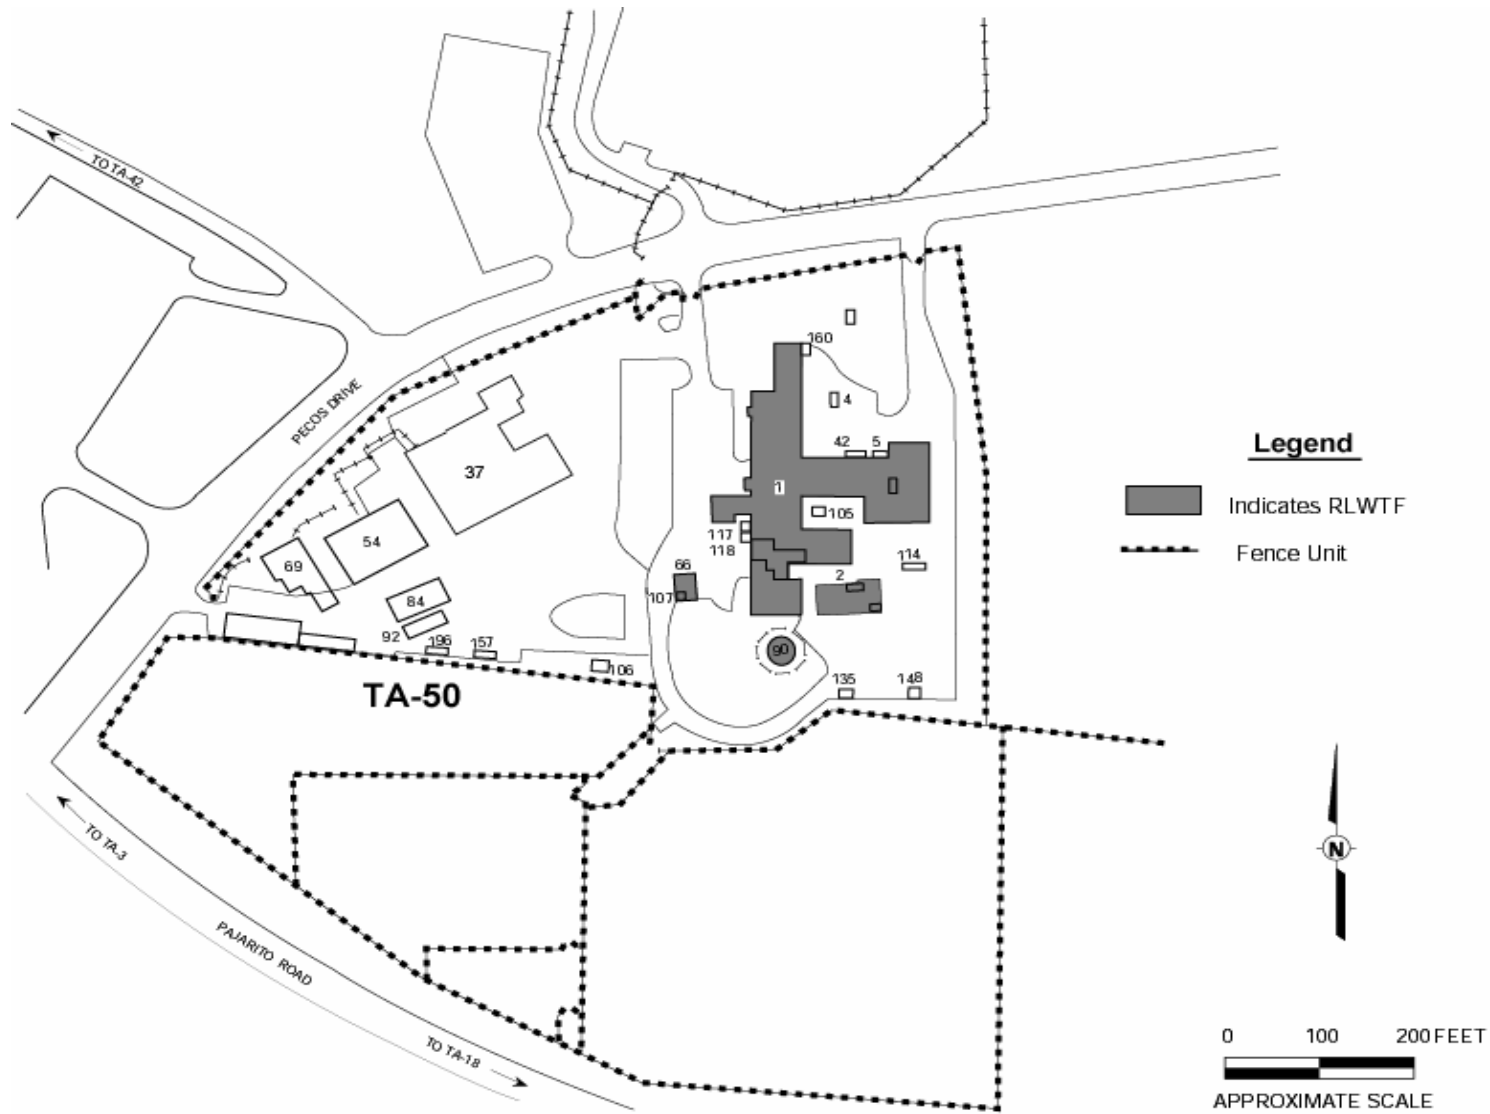 TO TA-42
PECOS DRIVE
160
4
42
5
37
1
105
54
117
118
114
69
66
2
84
107
92
196
157
90
106
135
148
TA-50
Legend
Indicates RLWTF
Fence Unit
N
TO TA-3
PAJARITO ROAD
TO TA-18
0 100 200 FEET
APPROXIMATE SCALE